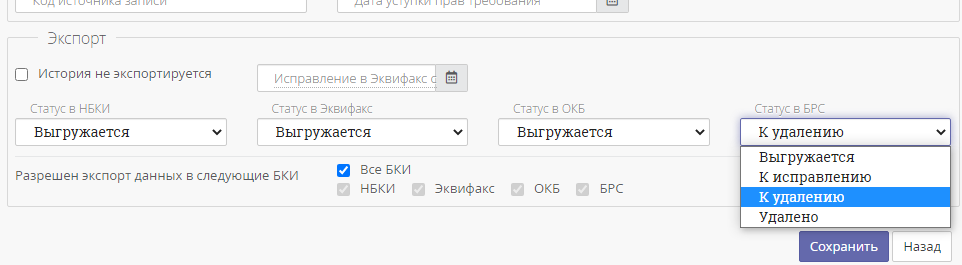 Код источника записи
Дата уступки прав требования
Экспорт
История не экспортируется
Исправление в Эквифакс с
Статус в НБКИ
Статус в Эквифакс
Статус в ОКБ
Статус в БРС
Выгружается
Выгружается
Выгружается
К удалению
Выгружается
К исправлению
К удалению
Удалено
Разрешен экспорт данных в следующие БКИ
Все БКИ
НБКИ
Эквифакс
ОКБ
БРС
Сохранить
Назад